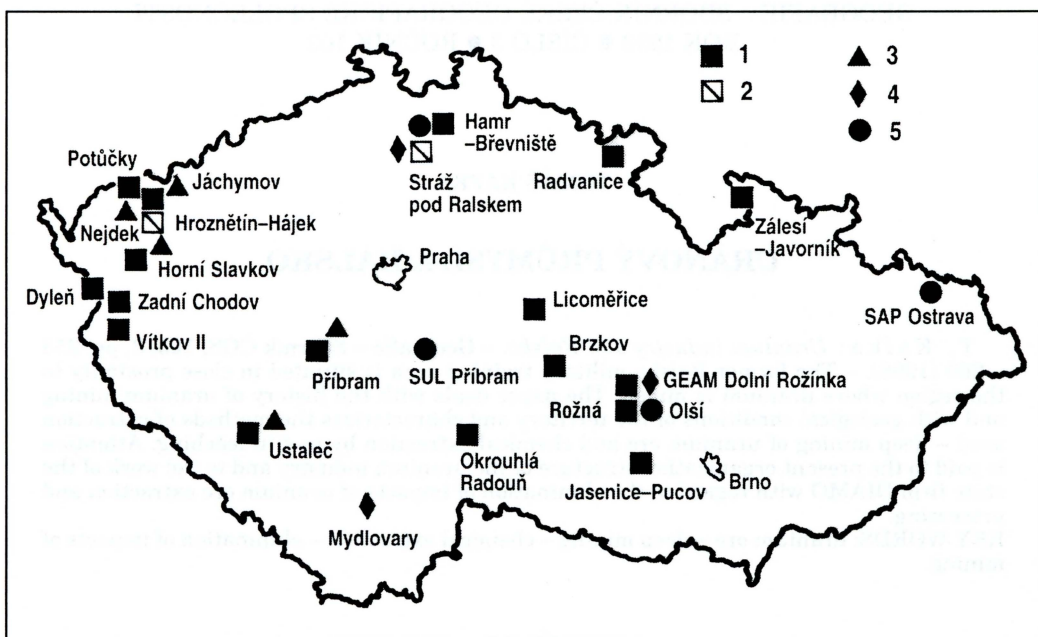 1
2
3
4
5
Hamr
–Břevniště
Potůčky
Jáchymov
Stráž
pod Ralskem
Radvanice
Nejdek
Hroznětín–Hájek
Zálesí
–Javorník
Horní Slavkov
Praha
Dyleň
Zadní Chodov
Licoměřice
SAP Ostrava
Vítkov II
Brzkov
Příbram
SUL Příbram
GEAM Dolní Rožínka
Rožná
Olší
Ustaleč
Okrouhlá
Radouň
Jasenice–Pucov
Brno
Mydlovary